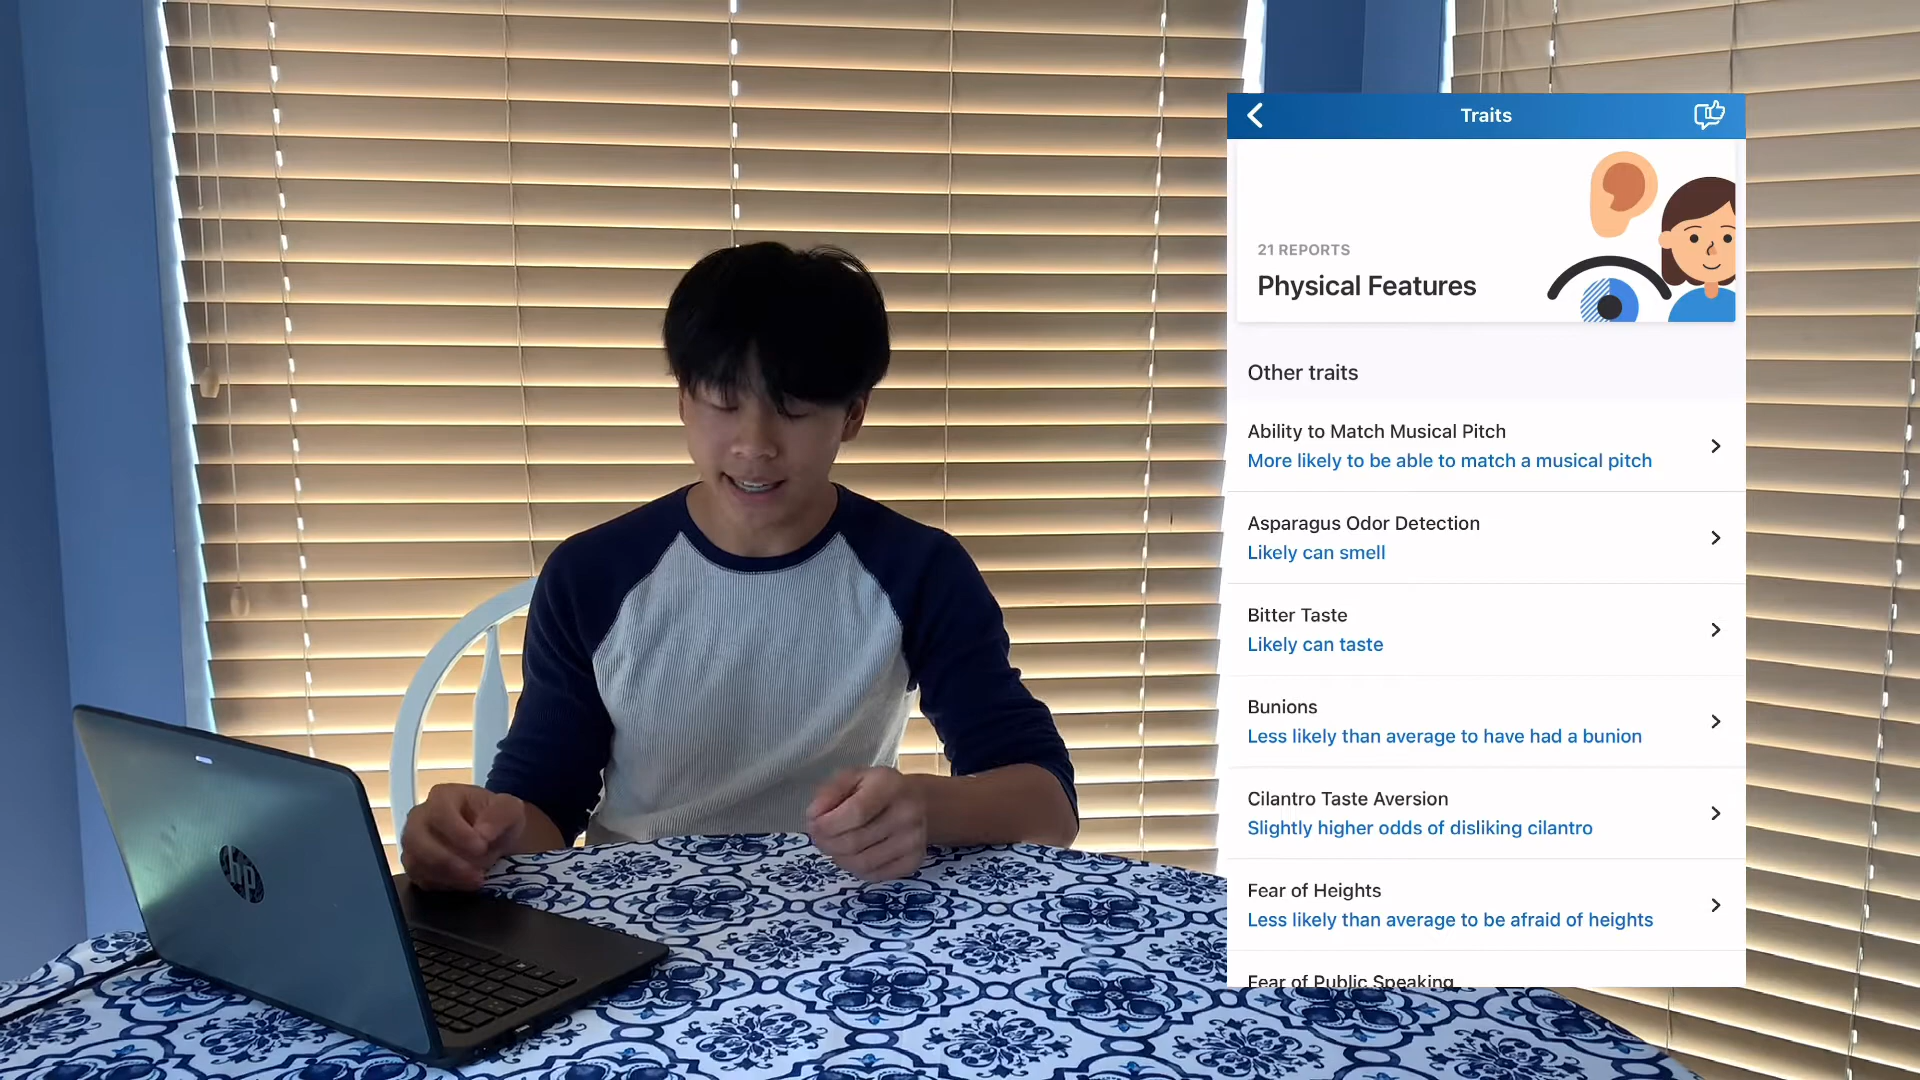 Traits
21 REPORTS
Physical Features
Other traits
Ability to Match Musical Pitch
More likely to be able to match a musical pitch
Asparagus Odor Detection
Likely can smell
Bitter Taste
Likely can taste
Bunions
Less likely than average to have had a bunion
Cilantro Taste Aversion
Slightly higher odds of disliking cilantro
Fear of Heights
Less likely than average to be afraid of heights
Fear of Public Speaking
hp